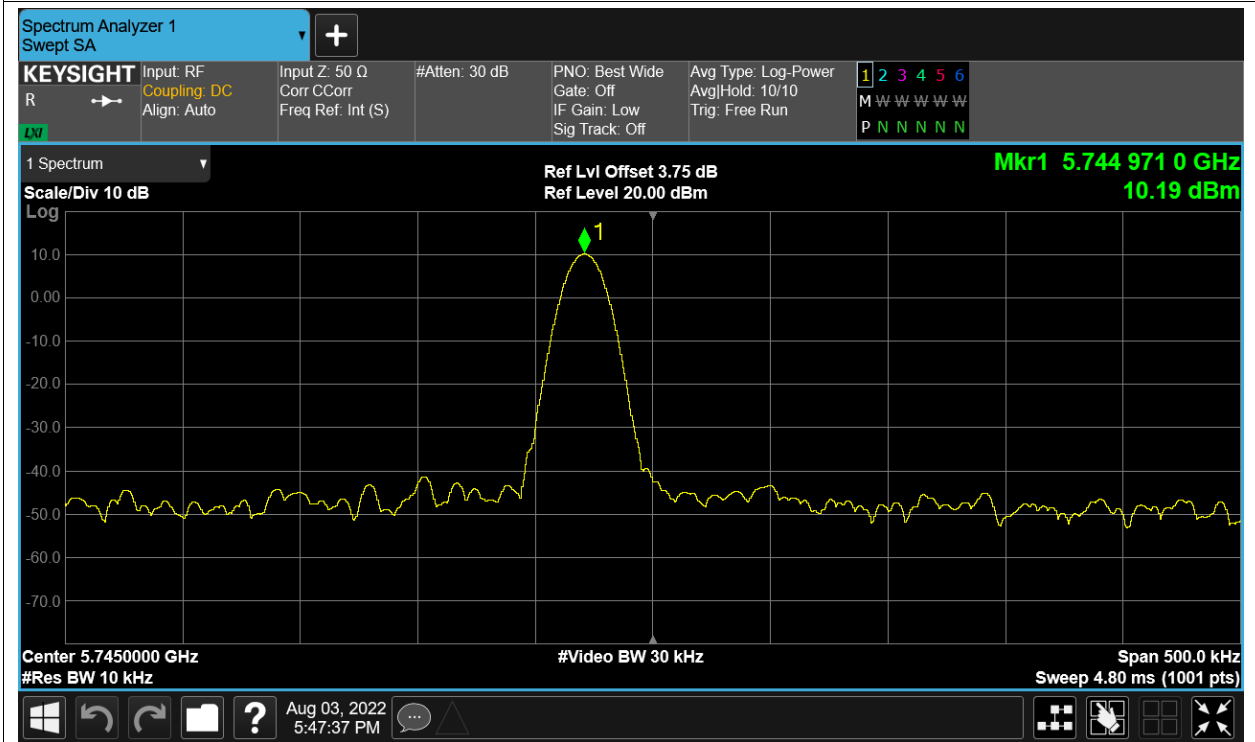 Spectrum Analyzer 1
Swept SA
+
KEYSIGHT
R
LXI
Input: RF
Coupling: DC
Align: Auto
Input Z: 50 Ω
Corr CCorr
Freq Ref: Int (S)
#Atten: 30 dB
PNO: Best Wide
Gate: Off
IF Gain: Low
Sig Track: Off
Avg Type: Log-Power
Avg|Hold: 10/10
Trig: Free Run
1 2 3 4 5 6
M W W W W W
P N N N N N
1 Spectrum
Scale/Div 10 dB
Log
Ref Lvl Offset 3.75 dB
Ref Level 20.00 dBm
Mkr1 5.744 971 0 GHz
10.19 dBm
1
10.0
0.00
-10.0
-20.0
-30.0
-40.0
-50.0
-60.0
-70.0
Center 5.7450000 GHz
#Res BW 10 kHz
#Video BW 30 kHz
Span 500.0 kHz
Sweep 4.80 ms (1001 pts)
?
Aug 03, 2022
5:47:37 PM